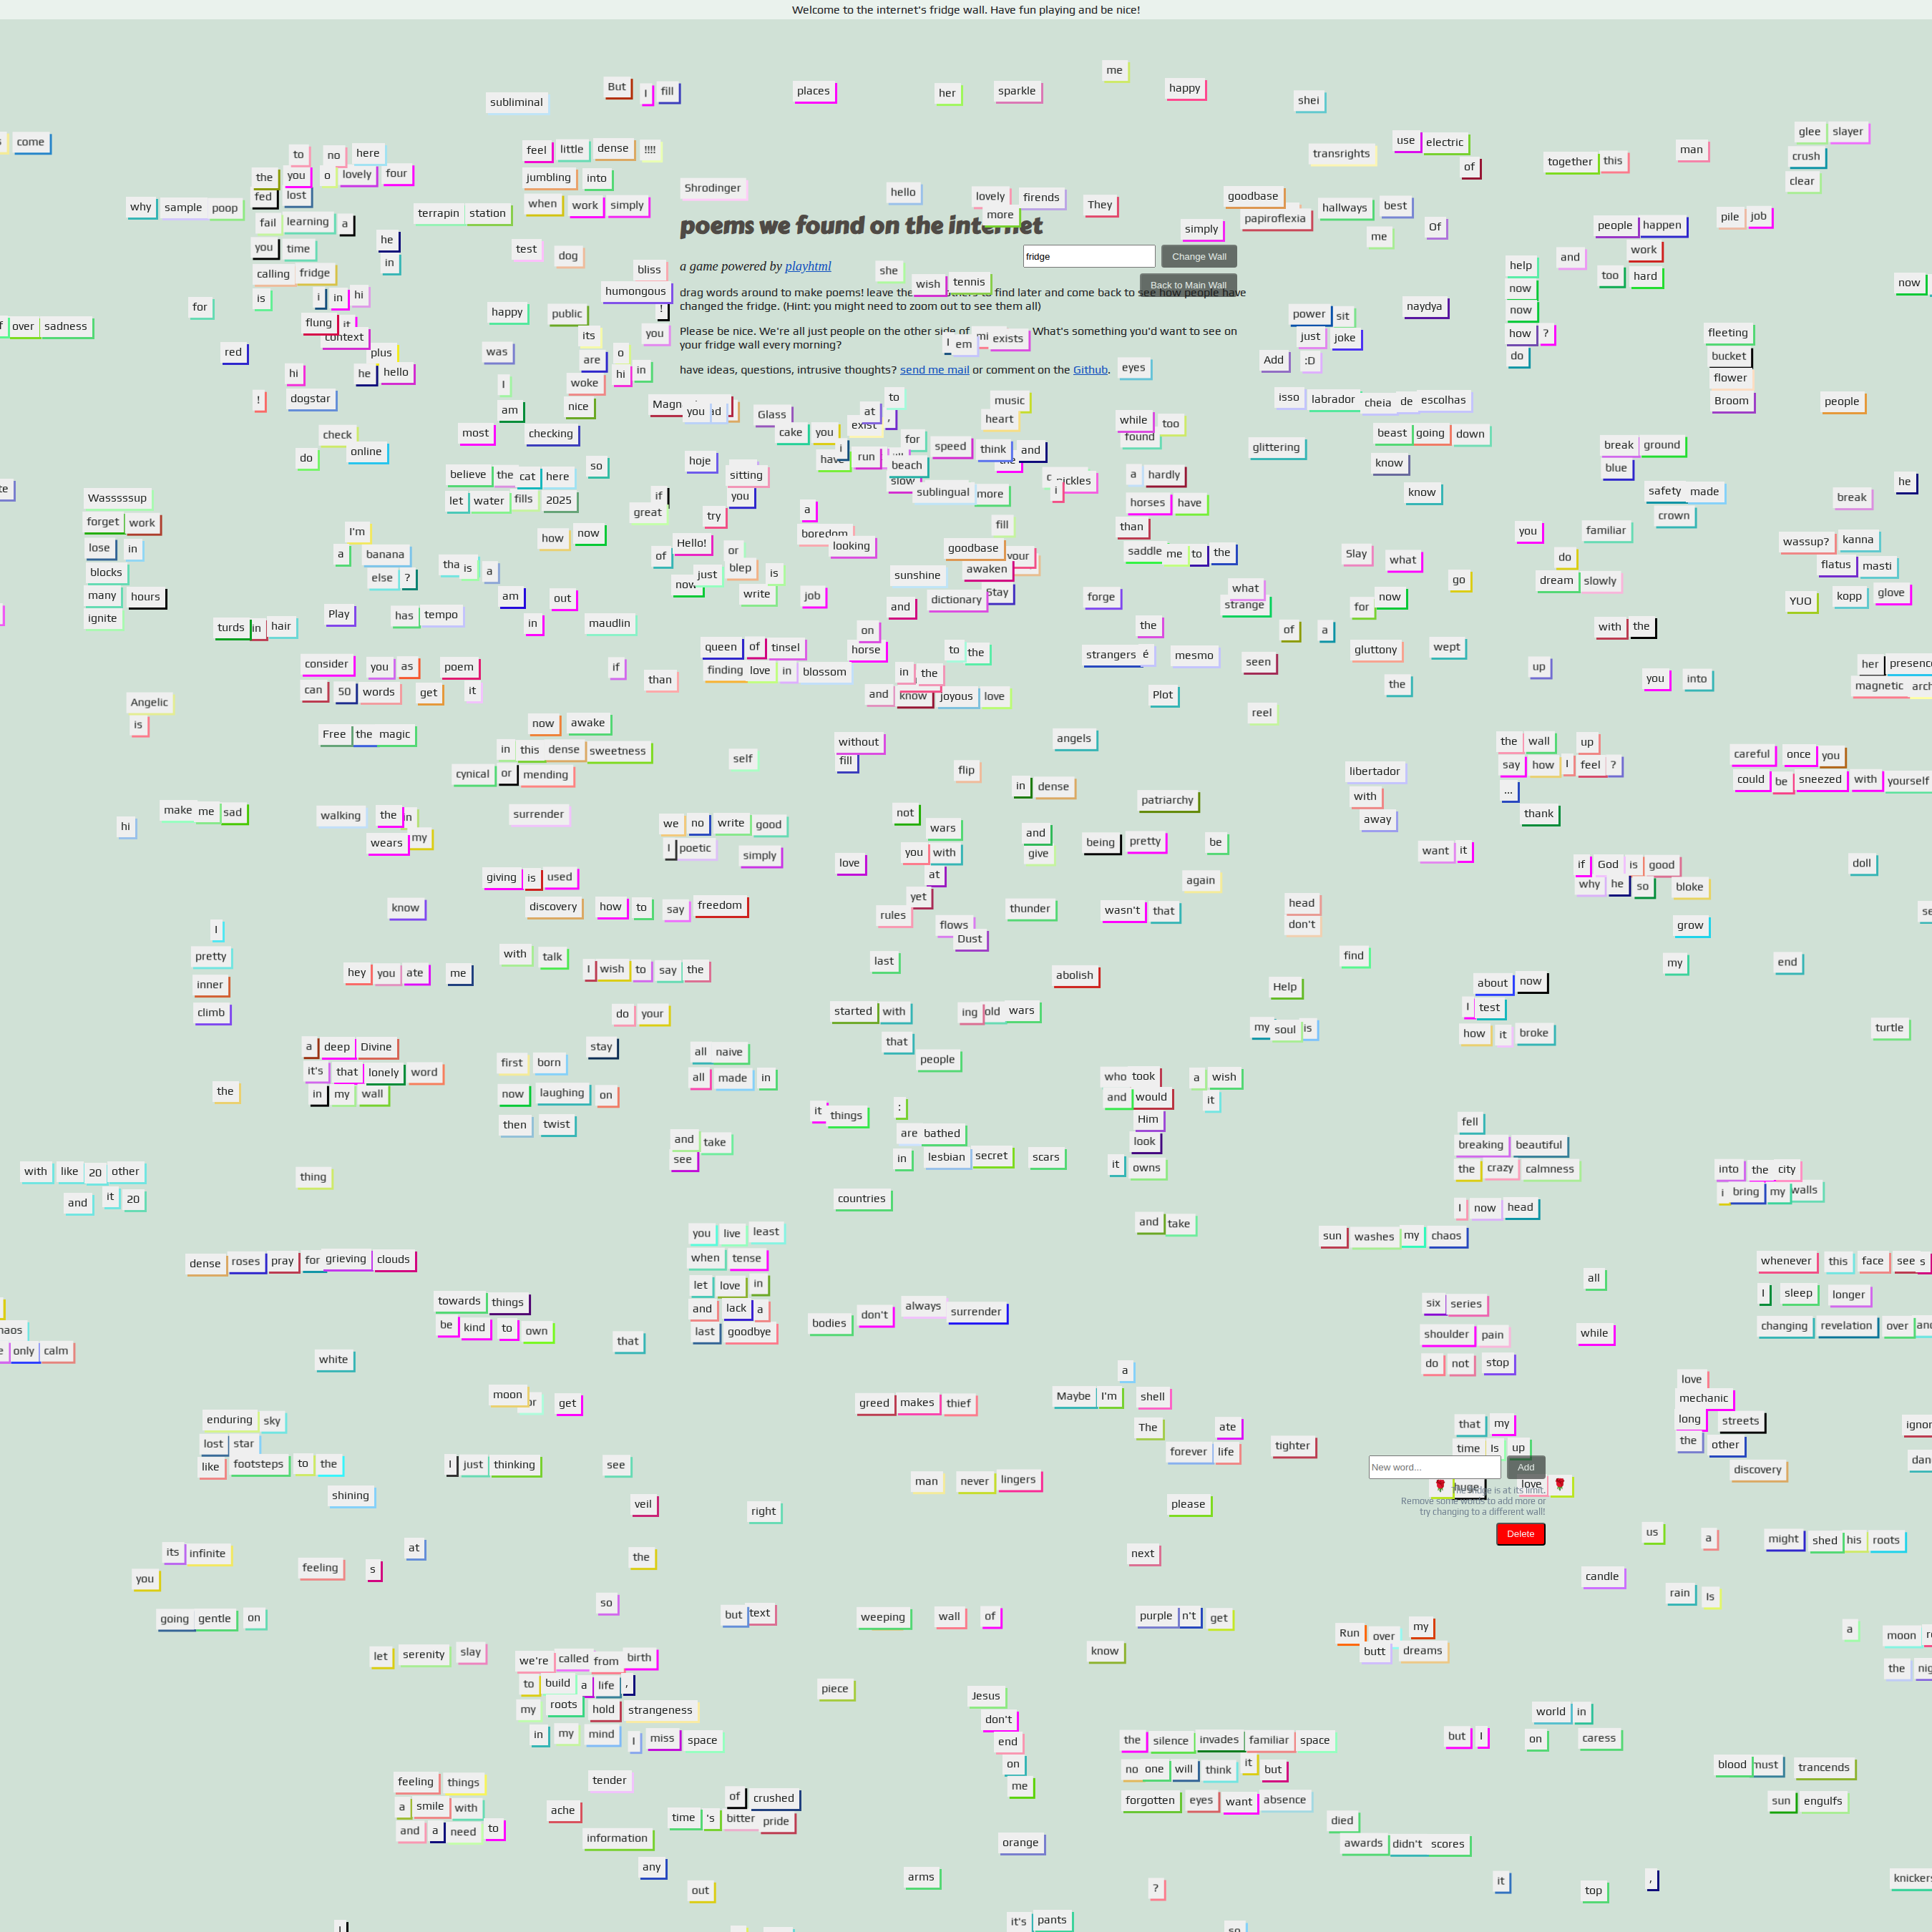 Welcome to the internet's fridge wall. Have fun playing and be nice!
me
But I fill places her sparkle happy
subliminal shei
come
glee slayer
use electric
crush
clear
to no here
the you o lovely four
fed lost
fail learning a
you time
calling fridge
is i in hi
flung it
context
he
in
why sample poop
terrapin station
feel little dense !!!!
jumbling into
when work simply
Shrodinger
hello
lovely firends
more
They
simply
transrights
of
together this
man
goodbase
papiroflexia
hallways best
me Of
people happen
pile job
work
too hard
and
poems we found on the internet
a game powered by playhtml
fridge
Change Wall
Back to Main Wall
she
wish tennis
test dog
bliss
humongous
!
drag words around to make poems! leave the to find later and come back to see how people have
changed the fridge. (Hint: you might need to zoom out to see them all)
Please be nice. We're all just people on the other side of What's something you'd want to see on
your fridge wall every morning?
have ideas, questions, intrusive thoughts? send me mail or comment on the Github.
I em exists
eyes
help
now
now
how ?
do
now
for
over sadness
red
happy public
its
you
was
are o
woke hi in
I
am
nice
plus
hi he hello
! dogstar
power sit
just joke
Add :D
naydya
fleeting
bucket
flower
Broom
people
check
do online
most checking
believe the cat here
let water fills 2025
so
you
Glass
cake you exist ,
at to
i
have run
for
beach
slow
speed think and
the
music
heart
sublingual more
while too
found
a hardly
horses have
than
saddle me to the
isso labrador cheia de escolhas
glittering
beast going down
know
know
break ground
blue
safety made
crown
break
he
Wasssssup
forget work
lose in
blocks
many hours
ignite
I'm
a banana
else ?
is a
how now
if
great
of
Hello!
now
just
or
blep
is
write
job
hoje
sitting
you
try
a
boredom
looking
pickles
i
fill
goodbase
your
awaken
sunshine
Stay
dictionary
and
forge
what
strange
Slay what
go
for now
you
familiar
do
dream slowly
wassup? kanna
flatus masti
YUO kopp glove
turds in hair
Play
has tempo
am out
in maudlin
queen of tinsel
finding love in blossom
on
horse
to the
in the
and know joyous love
the
strangers é mesmo
seen
of a
gluttony
wept
with the
up
you into
the
Plot
reel
her presence
magnetic
consider you as poem
can 50 words get it
if
than
Angelic
is
Free the magic
now awake
in this dense sweetness
cynical or mending
self
without
fill
flip
angels
in dense
patriarchy
libertador
with
away
the wall up
say how I feel ?
...
thank
careful once you
could be sneezed with yourself
make me sad
hi
walking the in
wears my
surrender
we no write good
I poetic
simply
not
wars
you with
at
yet
rules
flows
Dust
love
and
give
being pretty be
again
want it
if God is good
why he so bloke
doll
giving is used
discovery how to say freedom
know
thunder
wasn't that
head
don't
grow
I
pretty
inner
climb
hey you ate me
with talk
I wish to say the
last
abolish
find
my end
Help
about now
I test
how it broke
do your
started with
ing old wars
that
people
my soul is
turtle
a deep Divine
it's that lonely word
in my wall
the
first born
stay
now laughing on
then twist
all naive
all made in
who took
and would
Him
look
it owns
a wish
it
it things
:
are bathed
in lesbian secret scars
and take
see
fell
breaking beautiful
the crazy calmness
with like 20 other
and it 20
thing
countries
and take
I now head
into the city
i bring my walls
you live least
when tense
let love in
and lack a
last goodbye
sun washes my chaos
dense roses pray for grieving clouds
all
whenever this face see s
I sleep longer
changing revelation over
towards things
be kind to own
that
bodies don't always surrender
six series
shoulder pain
do not stop
while
only calm
white
moon
get
a
greed makes thief
Maybe I'm shell
The ate
forever life
tighter
love
mechanic
long streets
the other
discovery
enduring sky
lost star
like footsteps to the
shining
I just thinking
see
man never lingers
that my
time Is up
New word...
Add
🌹 huge love 🌹
fridge is at its limit.
Remove some words to add more or
try changing to a different wall!
Delete
veil
right
please
us a
might shed his roots
its infinite
you
feeling s
at
the
next
candle
rain Is
going gentle on
so
but text
weeping wall of
purple n't get
Run over my
butt dreams
a
moon
the
let serenity slay
we're called from birth
to build a life ,
my roots hold strangeness
in my mind I miss space
know
piece
Jesus
don't
end
on
me
the silence invades familiar space
no one will think it but
forgotten eyes want absence
but I
world in
on caress
blood must trancends
sun engulfs
feeling things
a smile with
and a need to
tender
ache
of crushed
time 's bitter pride
information
any
out
died
awards didn't scores
orange
arms
?
it
top
,
it's pants